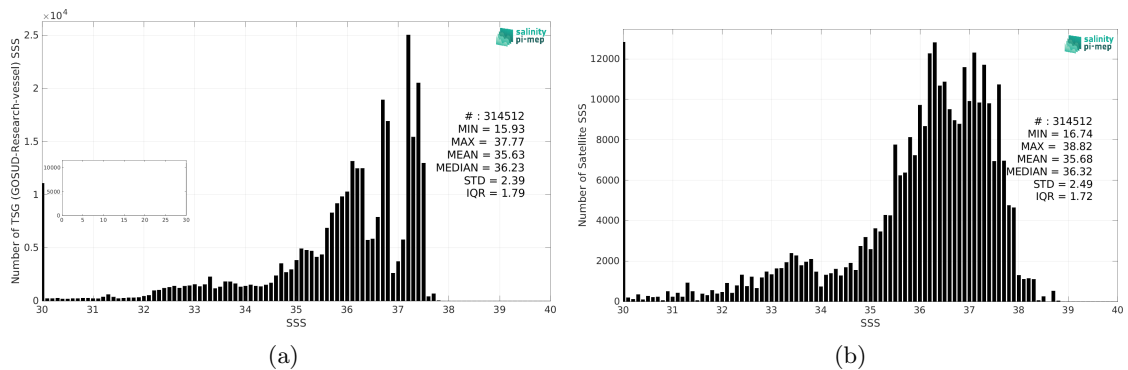 ×10⁴
2.5
2
1.5
1
0.5
0
Number of TSG (GOSUD-Research-vessel) SSS
salinity
pi-mep
# : 314512
MIN = 15.93
MAX = 37.77
MEAN = 35.63
MEDIAN = 36.23
STD = 2.39
IQR = 1.79
10000
5000
0
0 5 10 15 20 25 30
30 31 32 33 34 35 36 37 38 39 40
SSS
(a)
12000
10000
8000
6000
4000
2000
0
Number of Satellite SSS
salinity
pi-mep
# : 314512
MIN = 16.74
MAX = 38.82
MEAN = 35.68
MEDIAN = 36.32
STD = 2.49
IQR = 1.72
30 31 32 33 34 35 36 37 38 39 40
SSS
(b)